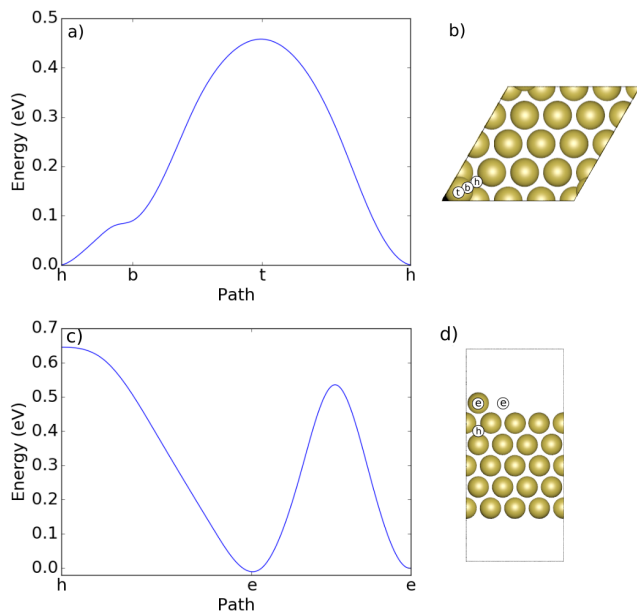 a)
Energy (eV)
0.5
0.4
0.3
0.2
0.1
0.0
h b t h
Path
b)
t b h
c)
Energy (eV)
0.7
0.6
0.5
0.4
0.3
0.2
0.1
0.0
h e e
Path
d)
e e
h